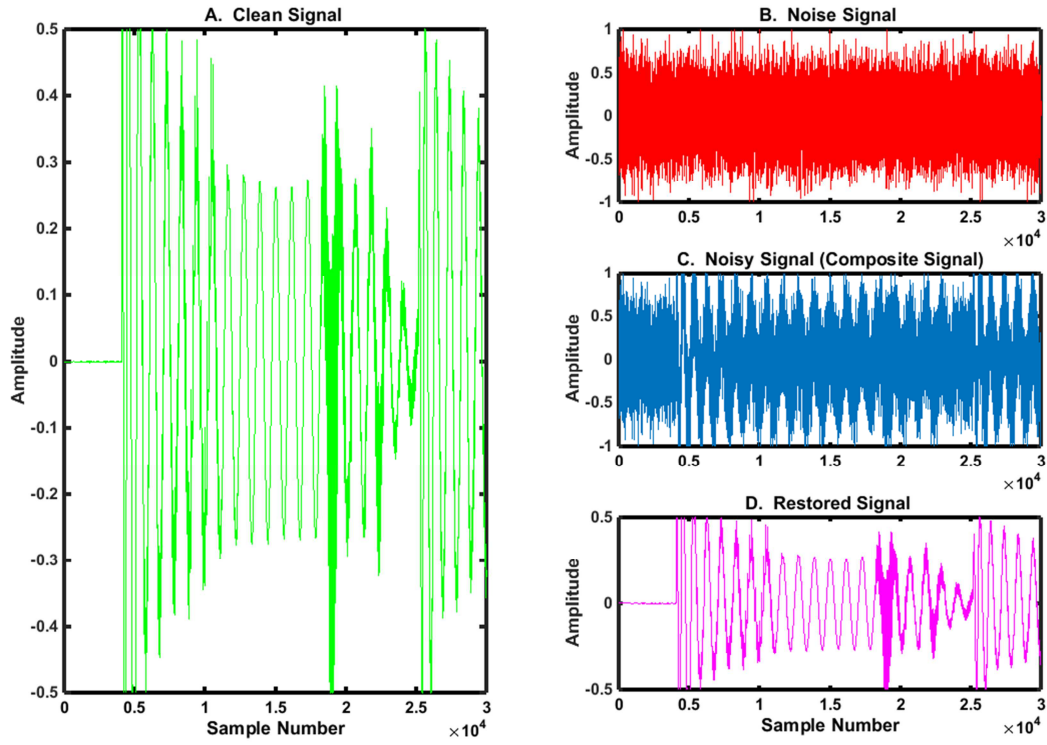 A. Clean Signal
0.5
0.4
0.3
0.2
0.1
0
-0.1
-0.2
-0.3
-0.4
-0.5
Amplitude
0 0.5 1 1.5 2 2.5 3
Sample Number
×10^4
B. Noise Signal
1
0.5
0
-0.5
-1
Amplitude
0 0.5 1 1.5 2 2.5 3
×10^4
C. Noisy Signal (Composite Signal)
1
0.5
0
-0.5
-1
Amplitude
0 0.5 1 1.5 2 2.5 3
×10^4
D. Restored Signal
0.5
0
-0.5
Amplitude
0 0.5 1 1.5 2 2.5 3
Sample Number
×10^4